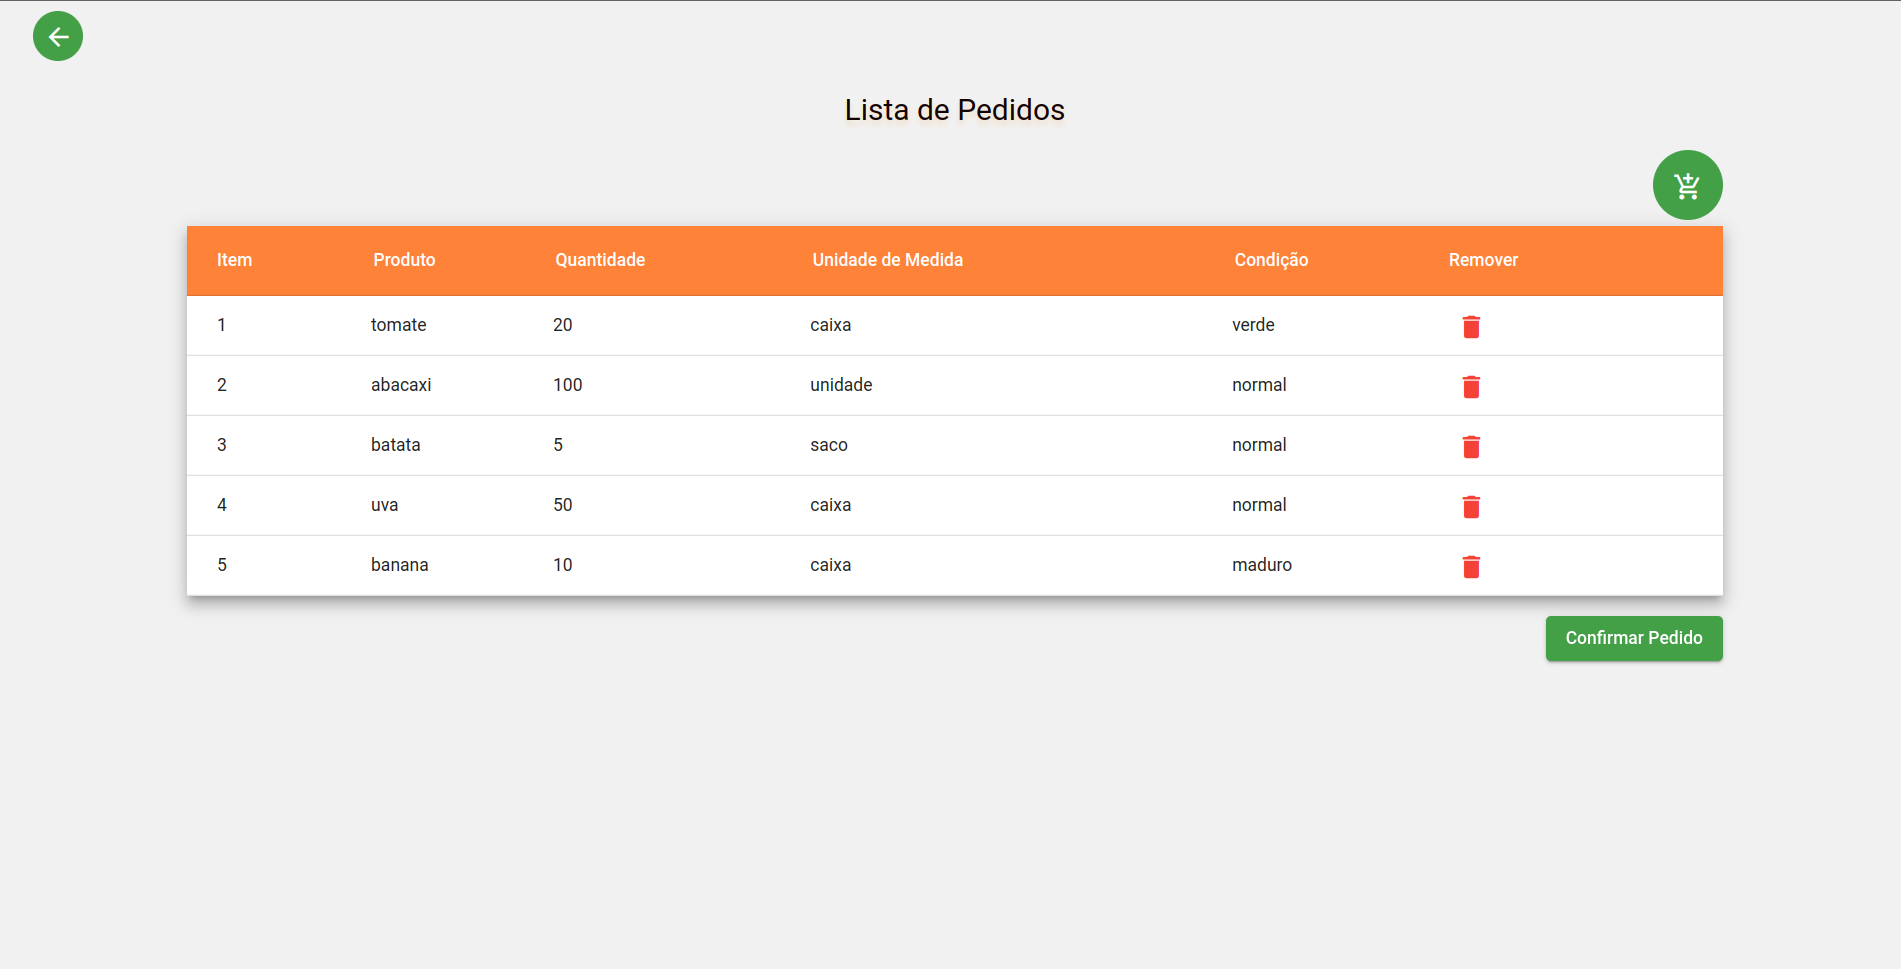 Lista de Pedidos
Item Produto Quantidade Unidade de Medida Condição Remover
1 tomate 20 caixa verde
2 abacaxi 100 unidade normal
3 batata 5 saco normal
4 uva 50 caixa normal
5 banana 10 caixa maduro
Confirmar Pedido